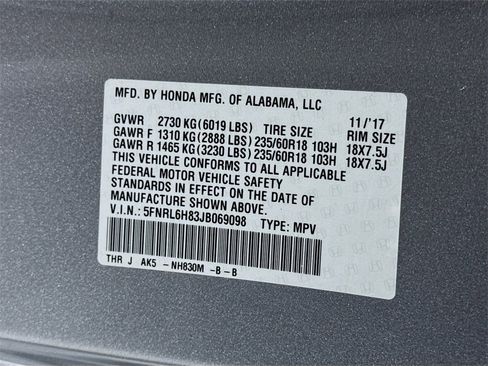 MFD. BY HONDA MFG. OF ALABAMA, LLC
GVWR 2730 KG (6019 LBS) TIRE SIZE 11/'17 RIM SIZE
GAWR F 1310 KG (2888 LBS) 235/60R18 103H 18X7.5J
GAWR R 1465 KG (3230 LBS) 235/60R18 103H 18X7.5J
THIS VEHICLE CONFORMS TO ALL APPLICABLE
FEDERAL MOTOR VEHICLE SAFETY
STANDARDS IN EFFECT ON THE DATE OF
MANUFACTURE SHOWN ABOVE.
V.I.N.: 5FNRL6H83JB069098 TYPE: MPV
THR J AK5 - NH830M -B - B